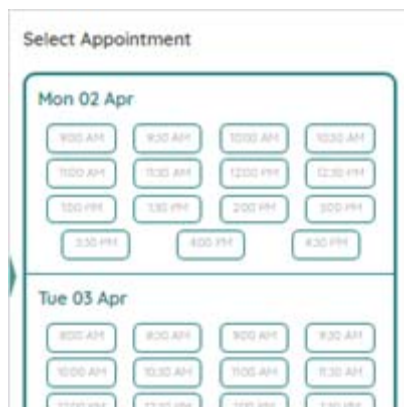 Select Appointment
Mon 02 Apr
9:00 AM 9:30 AM 10:00 AM 10:30 AM
11:00 AM 11:30 AM 12:00 PM 12:30 PM
1:00 PM 1:30 PM 2:00 PM 3:00 PM
3:30 PM 4:00 PM 4:30 PM
Tue 03 Apr
8:00 AM 8:30 AM 9:00 AM 9:30 AM
10:00 AM 10:30 AM 11:00 AM 11:30 AM